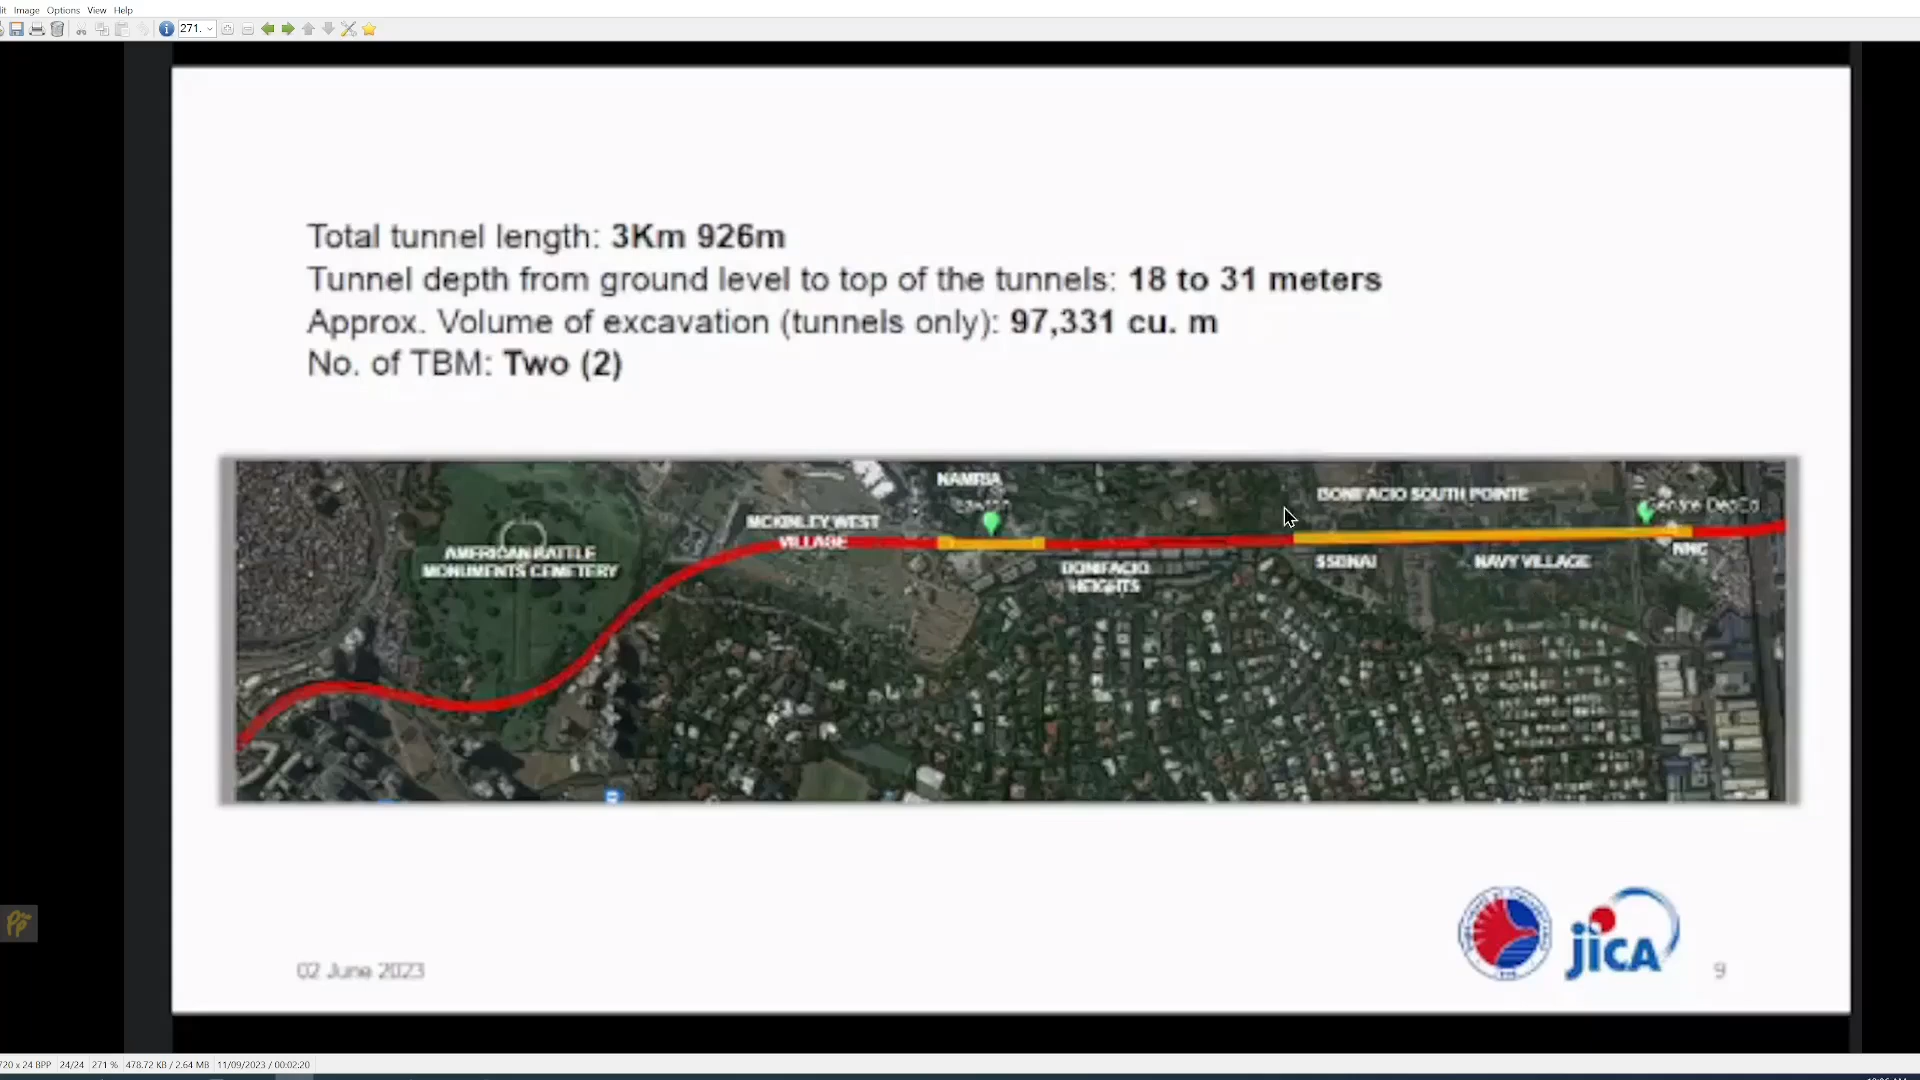 Image Options View Help
271.
Total tunnel length: 3Km 926m
Tunnel depth from ground level to top of the tunnels: 18 to 31 meters
Approx. Volume of excavation (tunnels only): 97,331 cu. m
No. of TBM: Two (2)
NAMRIA
BONIFACIO SOUTH POINTE
MCKINLEY WEST
VILLAGE
AMERICAN BATTLE
MONUMENTS CEMETERY
BONIFACIO
HEIGHTS
NAVY VILLAGE
NNC
02 June 2023
jICA
9
24 BPP 24/24 271 % 478.72 KB / 2.64 MB 11/09/2023 / 00:02:20